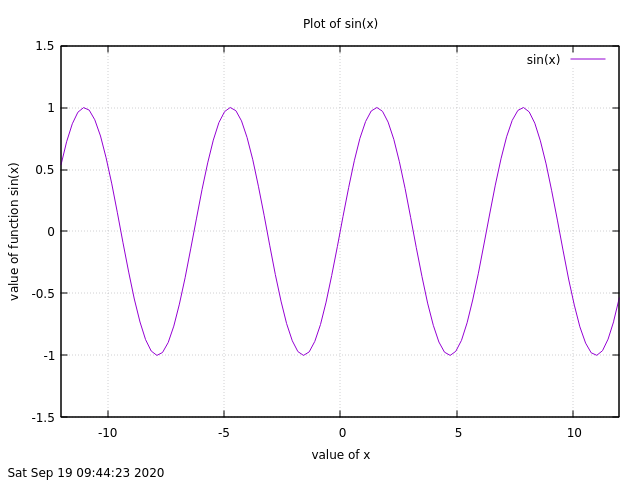 Plot of sin(x)
sin(x)
1.5
1
0.5
0
-0.5
-1
-1.5
value of function sin(x)
-10 -5 0 5 10
value of x
Sat Sep 19 09:44:23 2020